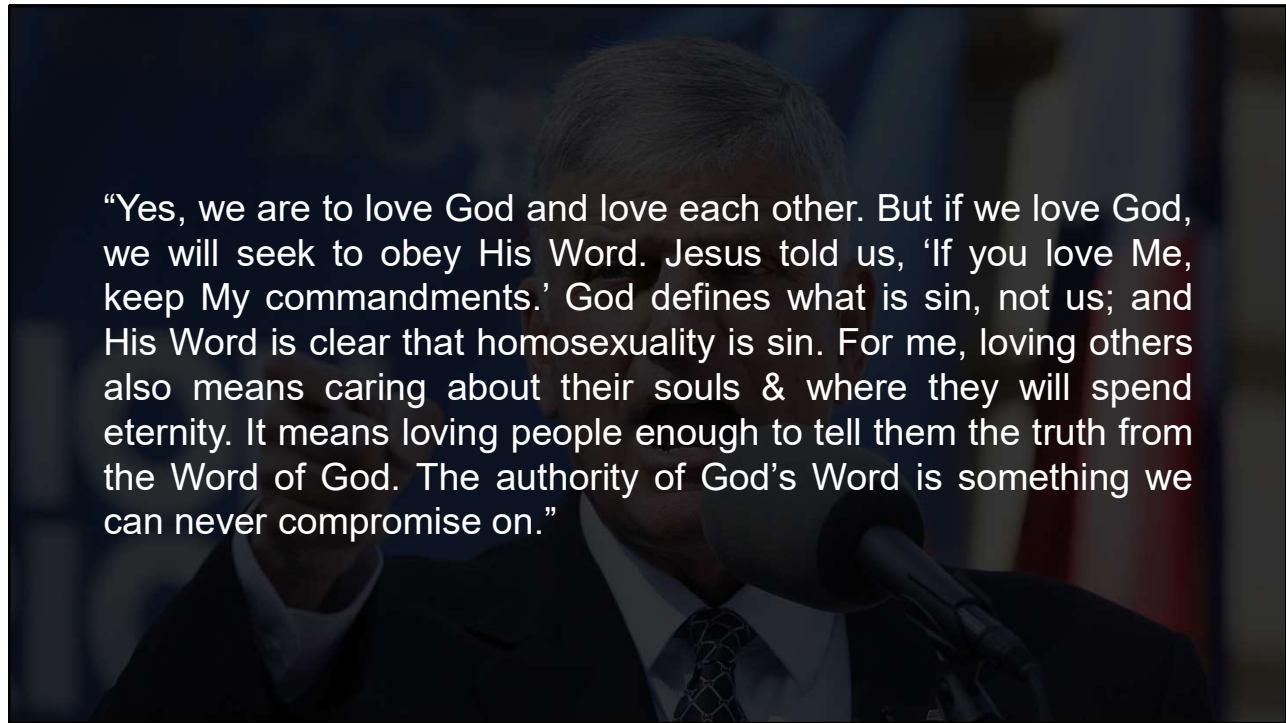 “Yes, we are to love God and love each other. But if we love God,
we will seek to obey His Word. Jesus told us, ‘If you love Me,
keep My commandments.’ God defines what is sin, not us; and
His Word is clear that homosexuality is sin. For me, loving others
also means caring about their souls & where they will spend
eternity. It means loving people enough to tell them the truth from
the Word of God. The authority of God’s Word is something we
can never compromise on.”